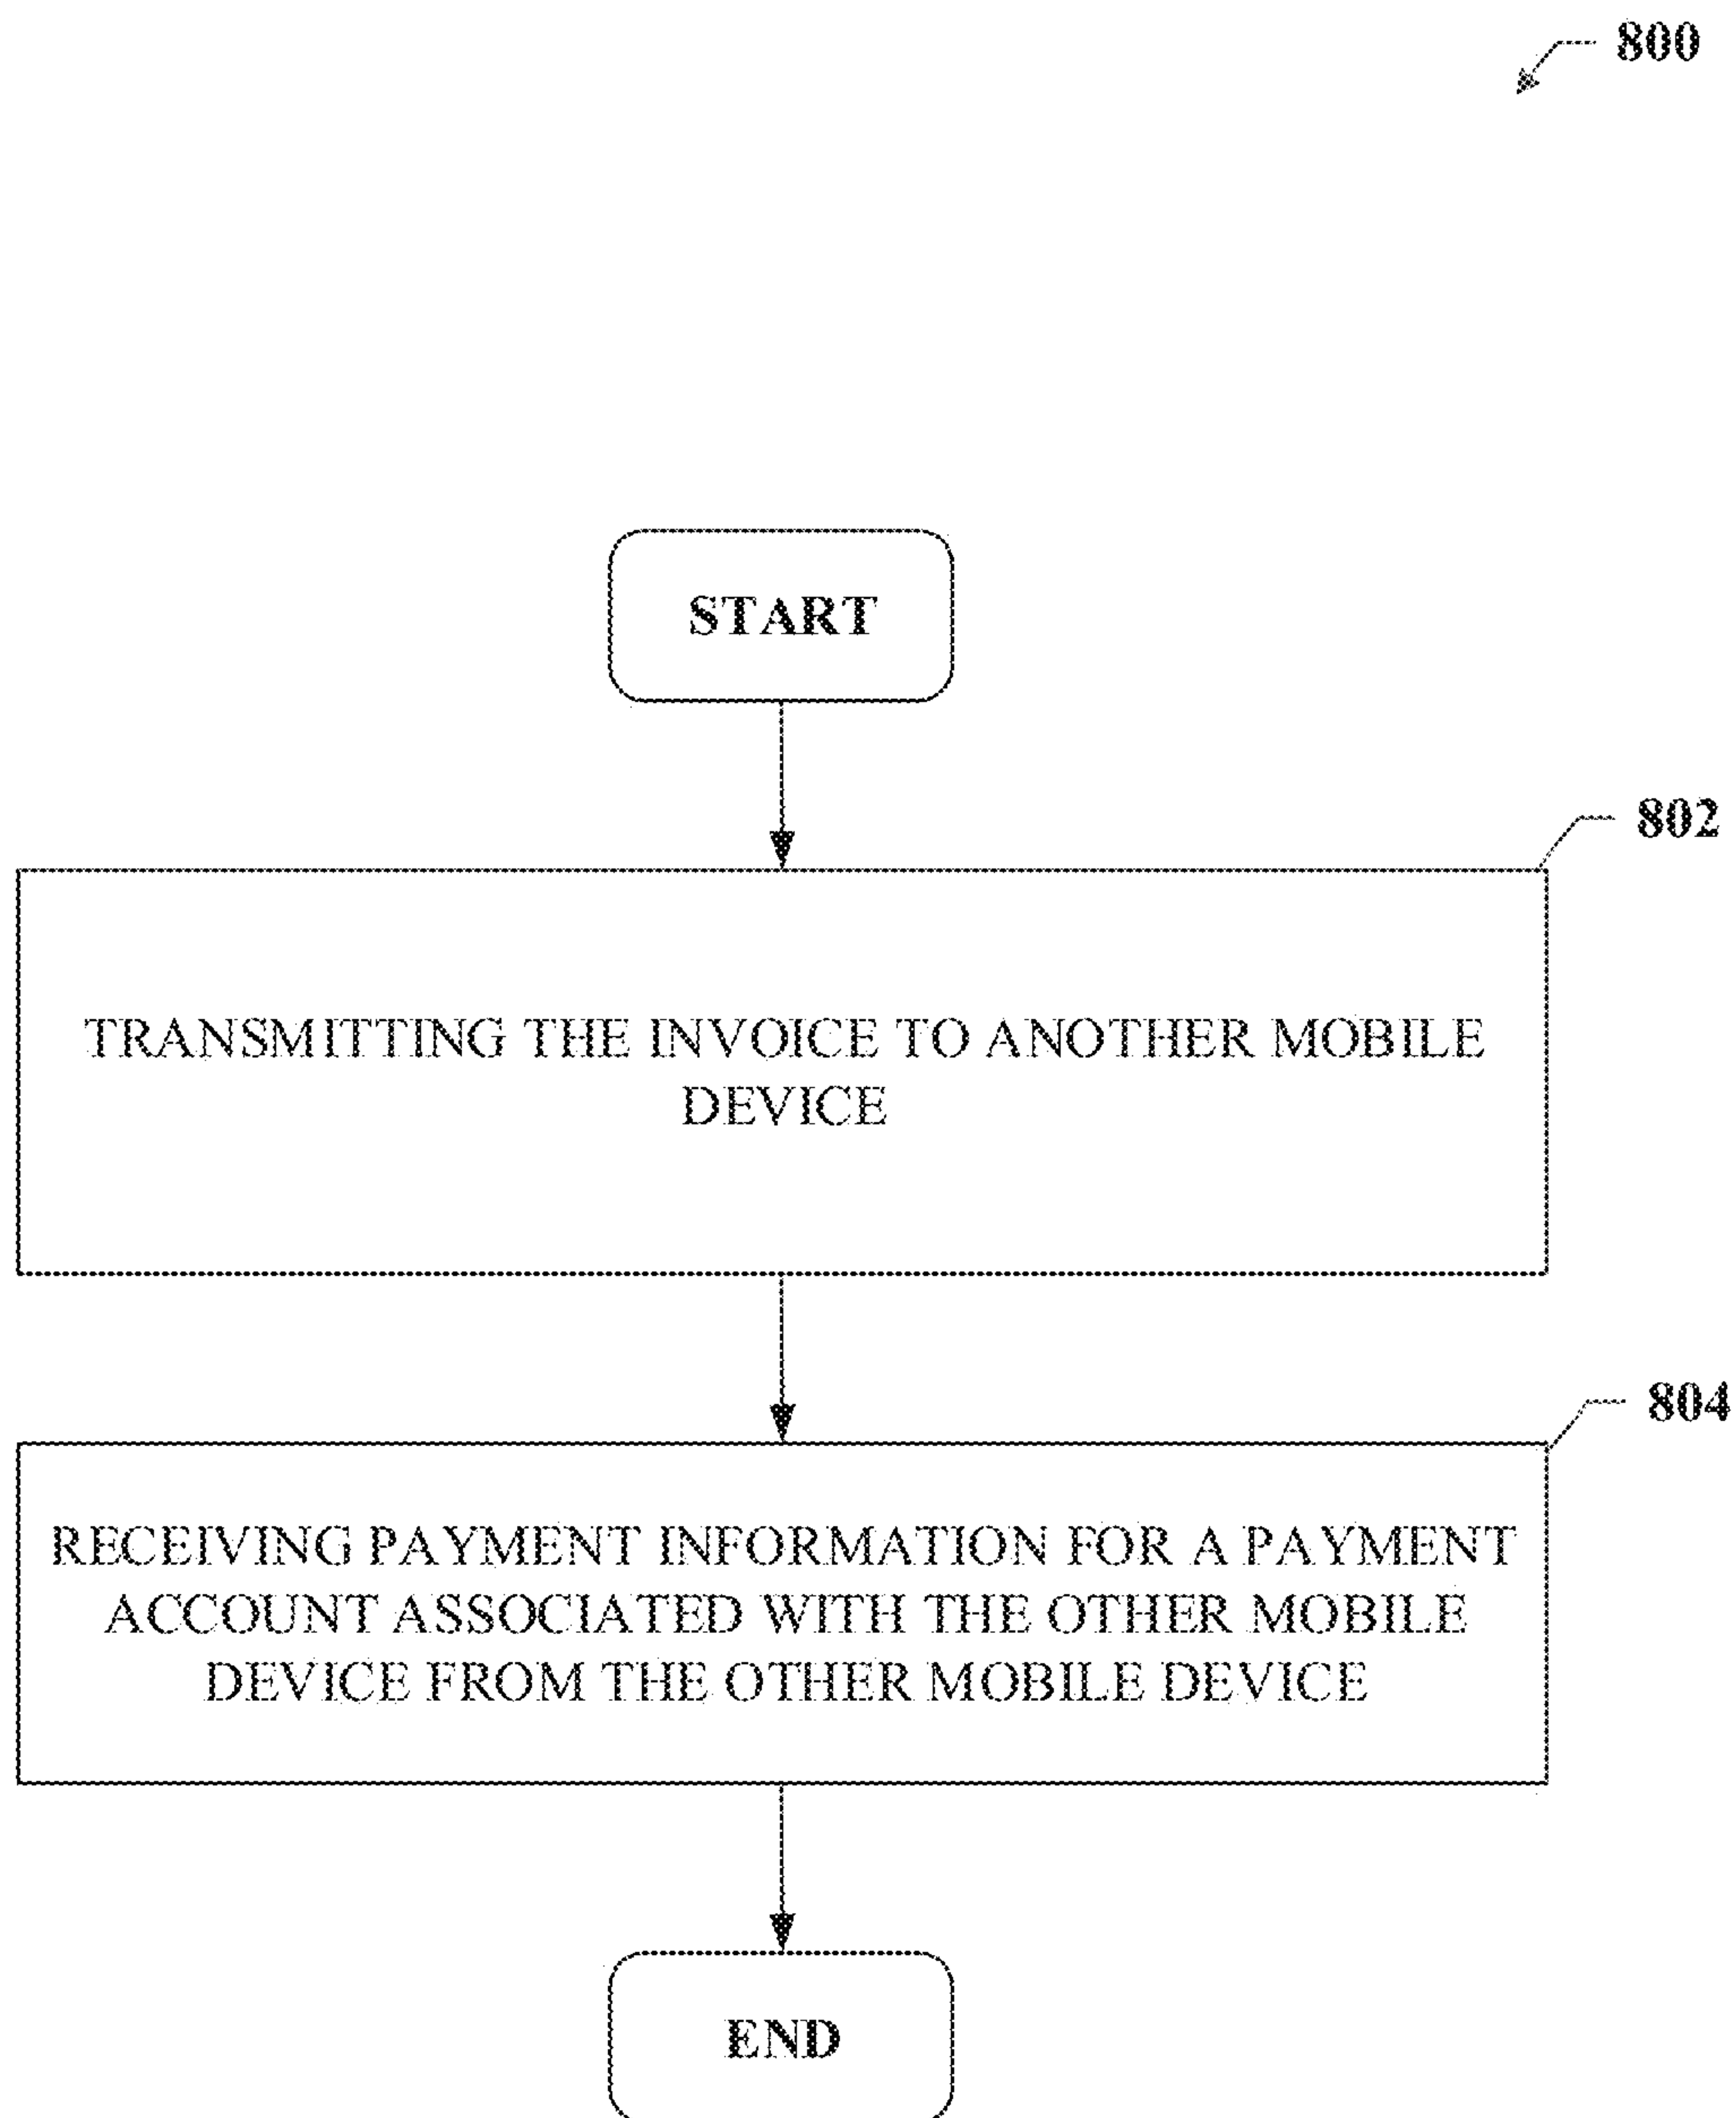 800
START
802
TRANSMITTING THE INVOICE TO ANOTHER MOBILE
DEVICE
804
RECEIVING PAYMENT INFORMATION FOR A PAYMENT
ACCOUNT ASSOCIATED WITH THE OTHER MOBILE
DEVICE FROM THE OTHER MOBILE DEVICE
END